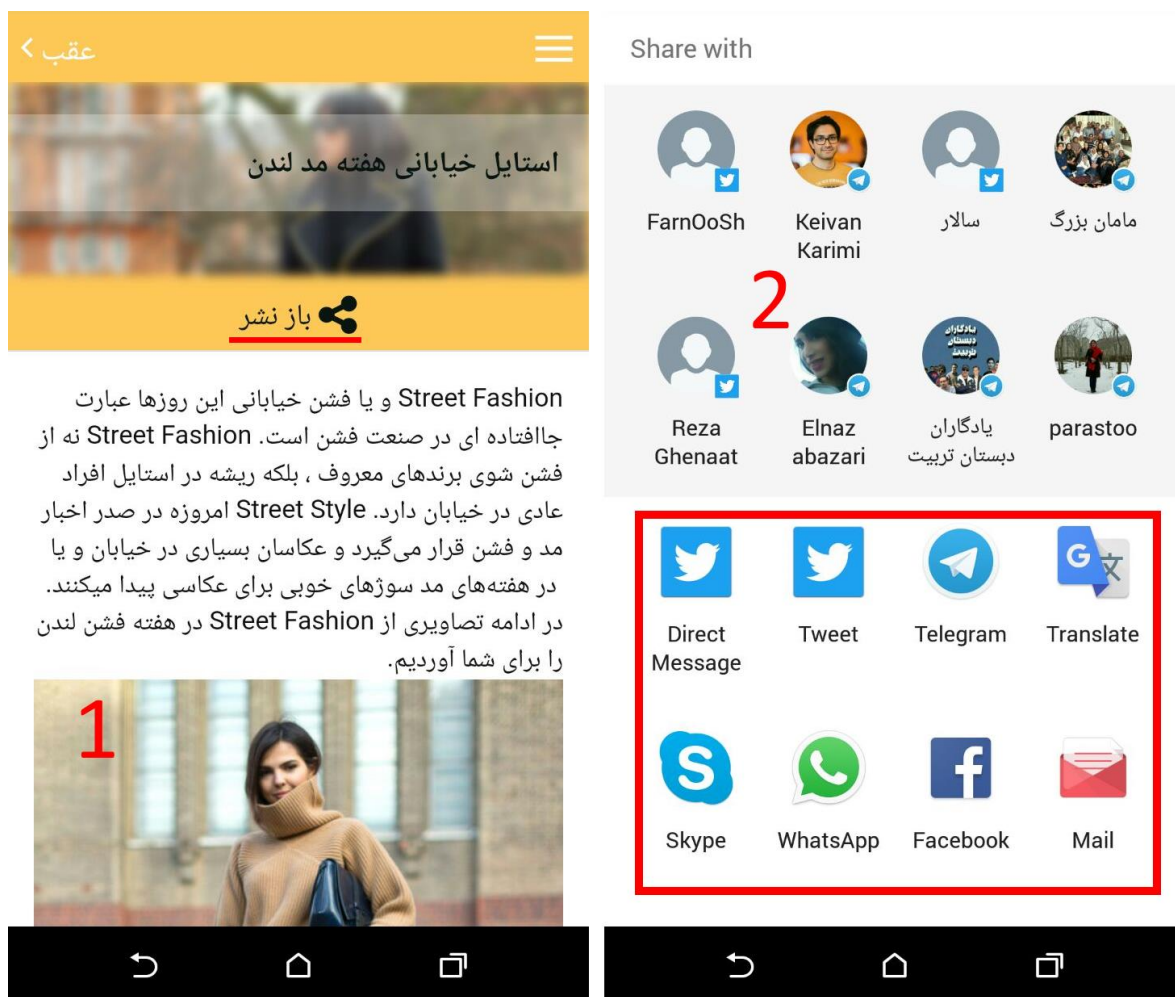 عقب >
استایل خیابانی هفته مد لندن
باز نشر
Street Fashion و یا فشن خیابانی این روزها عبارت
جاافتاده ای در صنعت فشن است. Street Fashion نه از
فشن شوی برندهای معروف ، بلکه ریشه در استایل افراد
عادی در خیابان دارد. Street Style امروزه در صدر اخبار
مد و فشن قرار می‌گیرد و عکاسان بسیاری در خیابان و یا
در هفته‌های مد سوژهای خوبی برای عکاسی پیدا میکنند.
در ادامه تصاویری از Street Fashion در هفته فشن لندن
را برای شما آوردیم.
1
Share with
FarnOoSh
Keivan
Karimi
سالار
مامان بزرگ
2
یادگاران
دبستان
تربیت
Reza
Ghenaat
Elnaz
abazari
یادگاران
دبستان تربیت
parastoo
Direct
Message
Tweet
Telegram
G 文
Translate
S
Skype
WhatsApp
f
Facebook
Mail